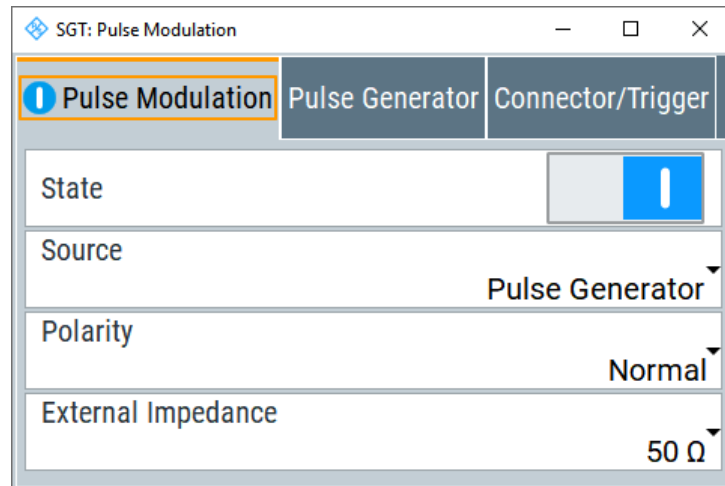 SGT: Pulse Modulation
Pulse Modulation Pulse Generator Connector/Trigger
State
Source
Pulse Generator
Polarity
Normal
External Impedance
50 Ω